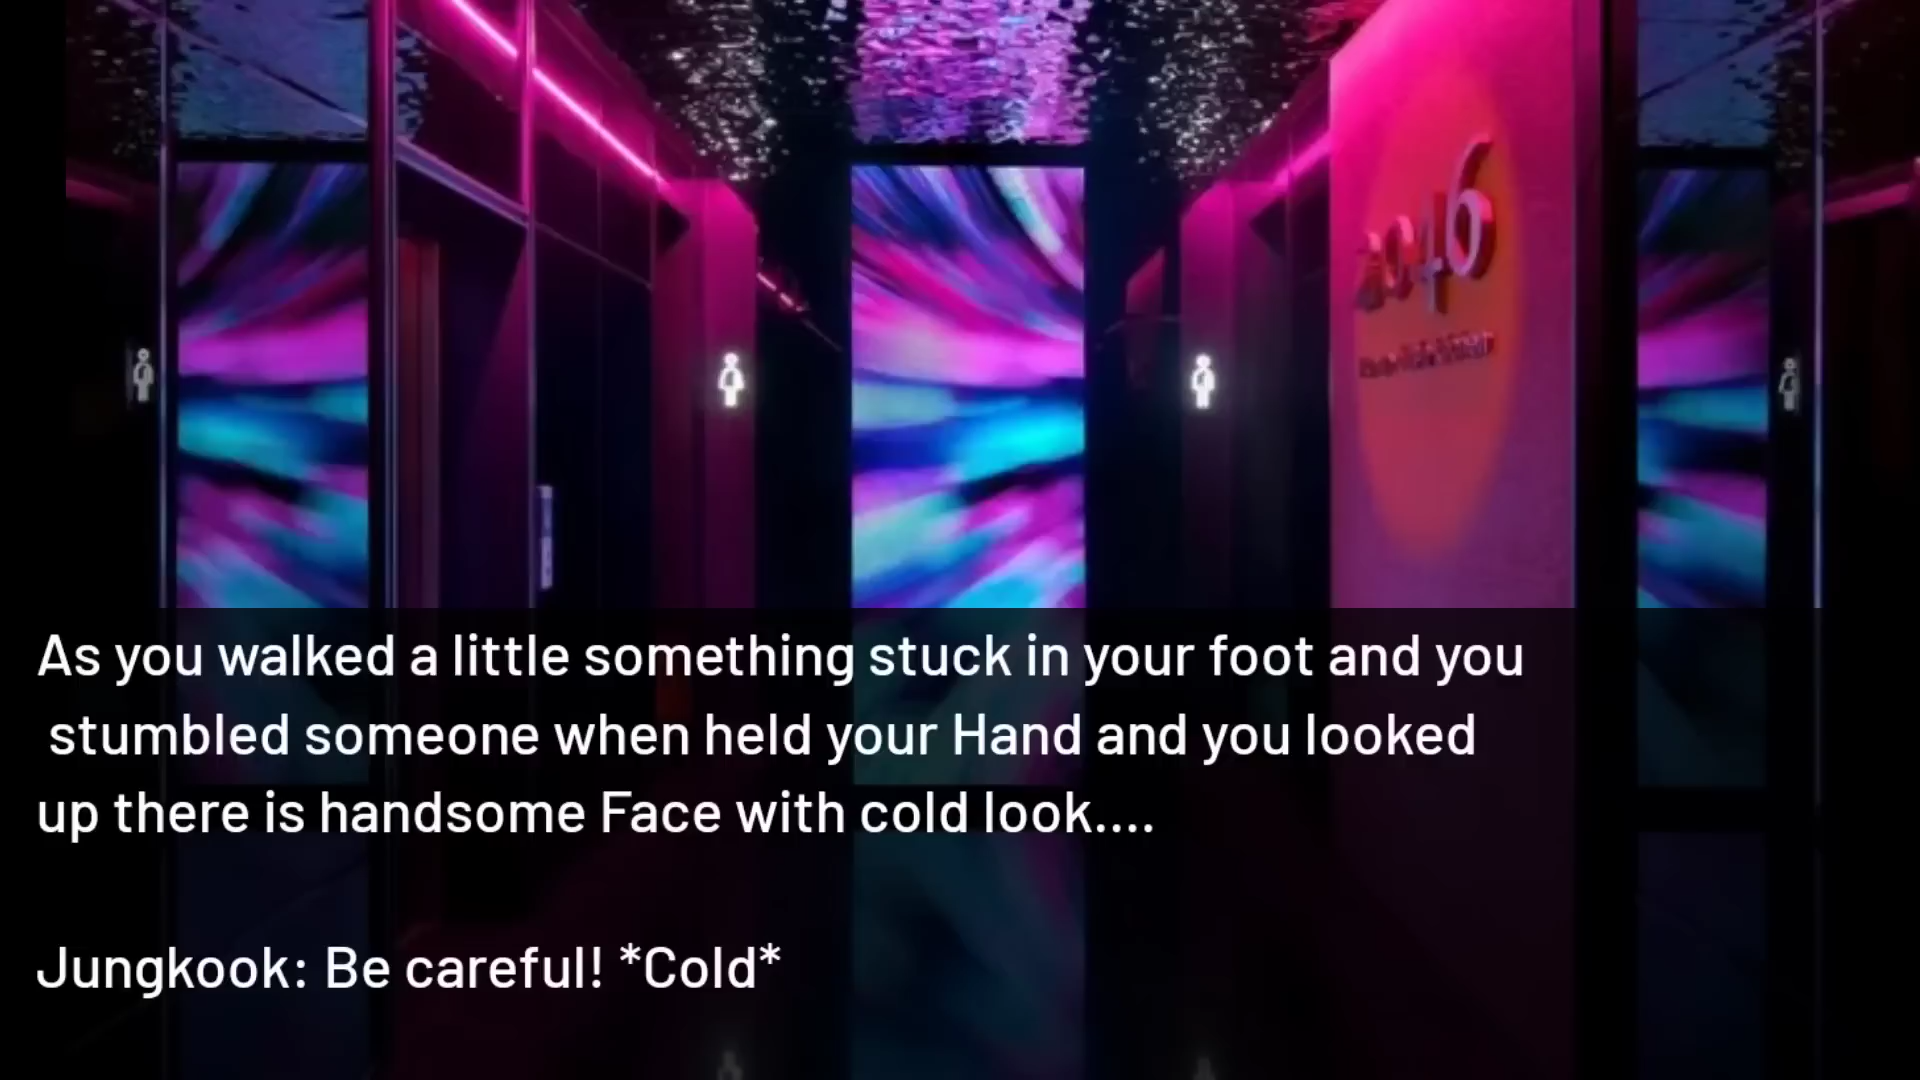 2046
As you walked a little something stuck in your foot and you
stumbled someone when held your Hand and you looked
up there is handsome Face with cold look....
Jungkook: Be careful! *Cold*